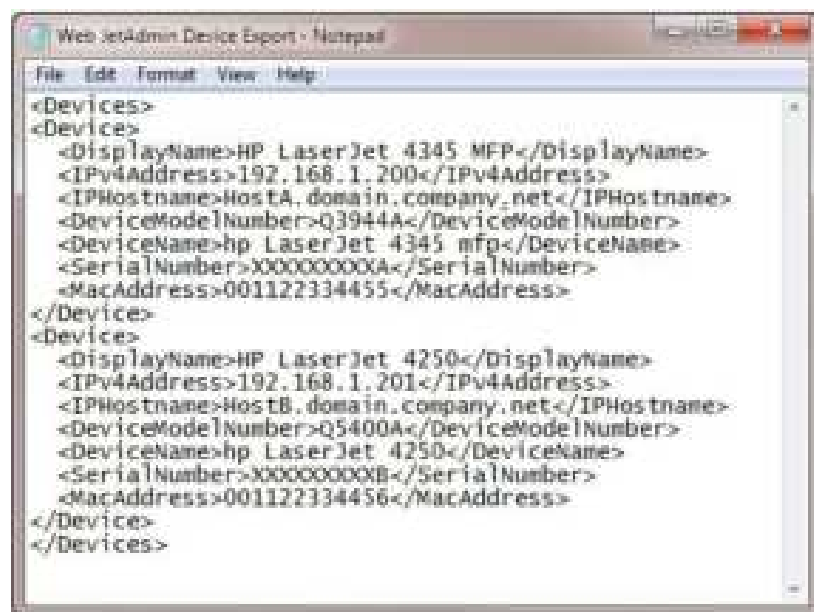 Web JetAdmin Device Export - Notepad
File Edit Format View Help
<Devices>
<Device>
<DisplayName>HP LaserJet 4345 MFP</DisplayName>
<IPv4Address>192.168.1.200</IPv4Address>
<IPHostname>HostA.domain.company.net</IPHostname>
<DeviceModelNumber>Q3944A</DeviceModelNumber>
<DeviceName>hp LaserJet 4345 mfp</DeviceName>
<SerialNumber>XXXXXXXXXA</SerialNumber>
<MacAddress>001122334455</MacAddress>
</Device>
<Device>
<DisplayName>HP LaserJet 4250</DisplayName>
<IPv4Address>192.168.1.201</IPv4Address>
<IPHostname>HostB.domain.company.net</IPHostname>
<DeviceModelNumber>Q5400A</DeviceModelNumber>
<DeviceName>hp LaserJet 4250</DeviceName>
<SerialNumber>XXXXXXXXXB</SerialNumber>
<MacAddress>001122334456</MacAddress>
</Device>
</Devices>